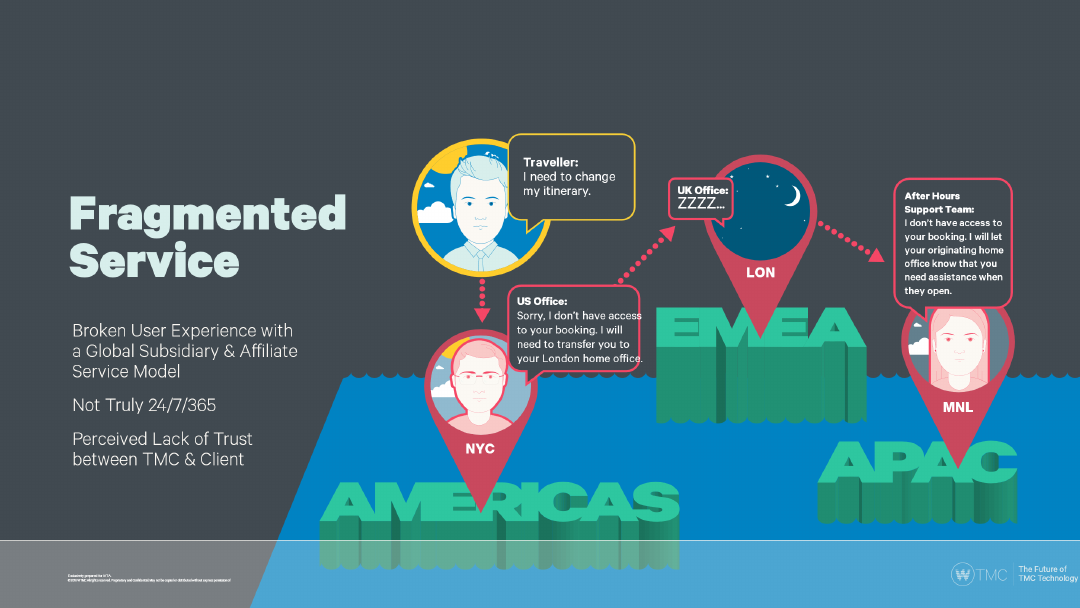 Fragmented
Service
Broken User Experience with
a Global Subsidiary & Affiliate
Service Model
Not Truly 24/7/365
Perceived Lack of Trust
between TMC & Client
Traveller:
I need to change
my itinerary.
US Office:
Sorry, I don't have access
to your booking. I will
need to transfer you to
your London home office.
NYC
AMERICAS
UK Office:
ZZZZ...
LON
EMEA
After Hours
Support Team:
I don't have access to
your booking. I will let
your originating home
office know that you
need assistance when
they open.
MNL
APAC
TMC
The Future of
TMC Technology